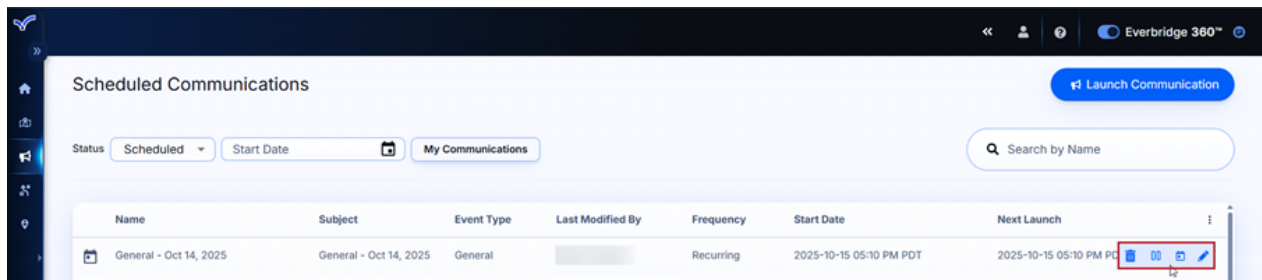 Everbridge 360™
Scheduled Communications
Launch Communication
Status Scheduled Start Date My Communications Search by Name
Name Subject Event Type Last Modified By Frequency Start Date Next Launch
General - Oct 14, 2025 General - Oct 14, 2025 General Recurring 2025-10-15 05:10 PM PDT 2025-10-15 05:10 PM